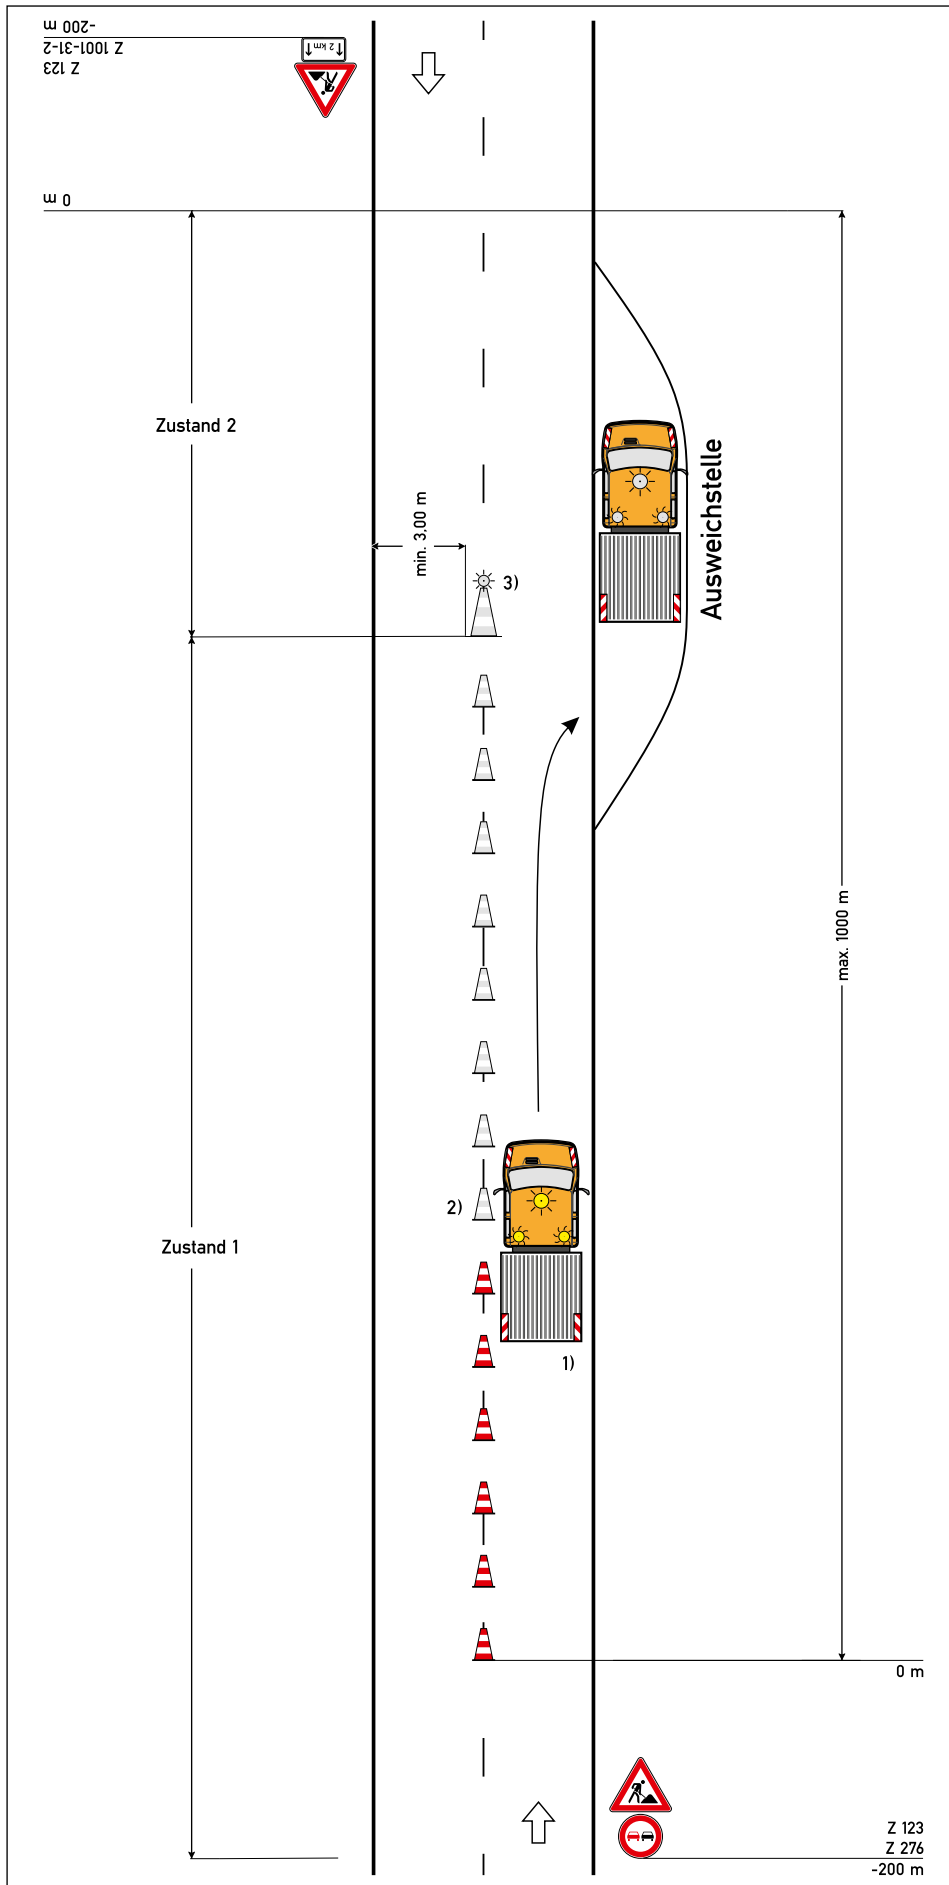 -200 m
Z 1001-31-2
Z 123
2 km
0 m
Zustand 2
min. 3,00 m
3)
Ausweichstelle
max. 1000 m
2)
Zustand 1
1)
0 m
Z 123
Z 276
-200 m